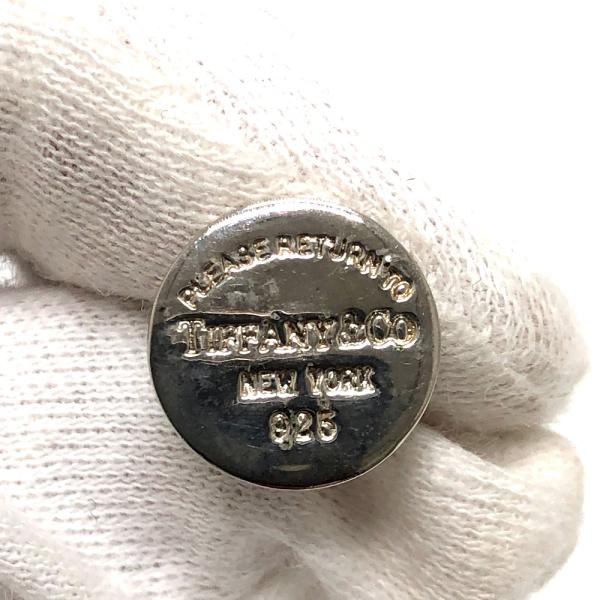 PLEASE RETURN TO
TIFFANY & CO
NEW YORK
925